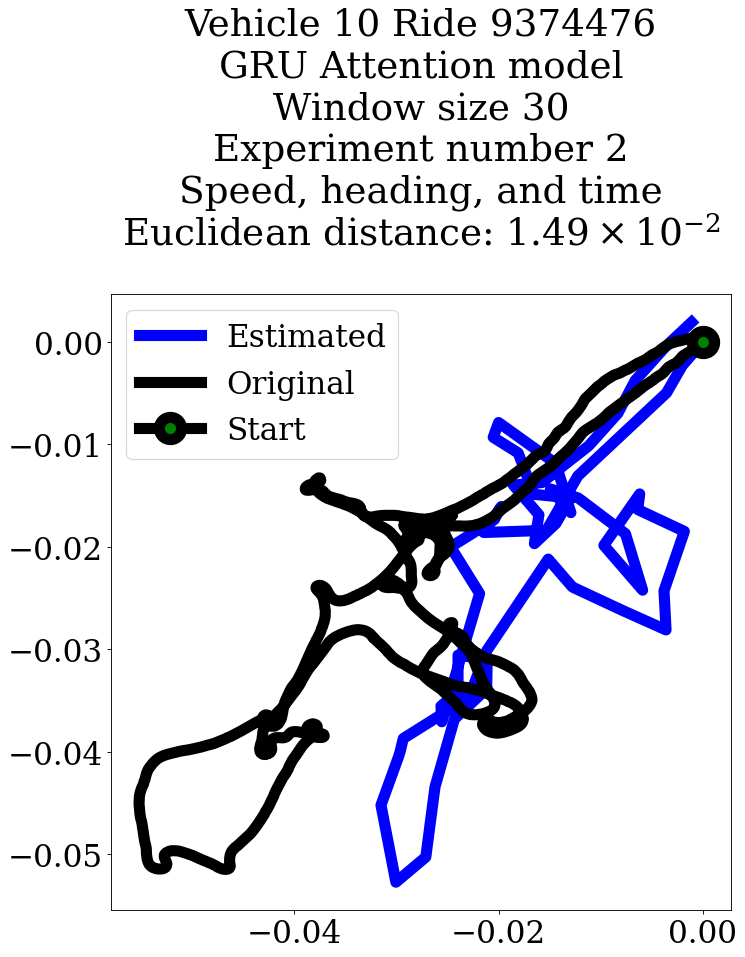 Vehicle 10 Ride 9374476
GRU Attention model
Window size 30
Experiment number 2
Speed, heading, and time
Euclidean distance: 1.49 × 10⁻²
Estimated
Original
Start
0.00
−0.01
−0.02
−0.03
−0.04
−0.05
−0.04
−0.02
0.00